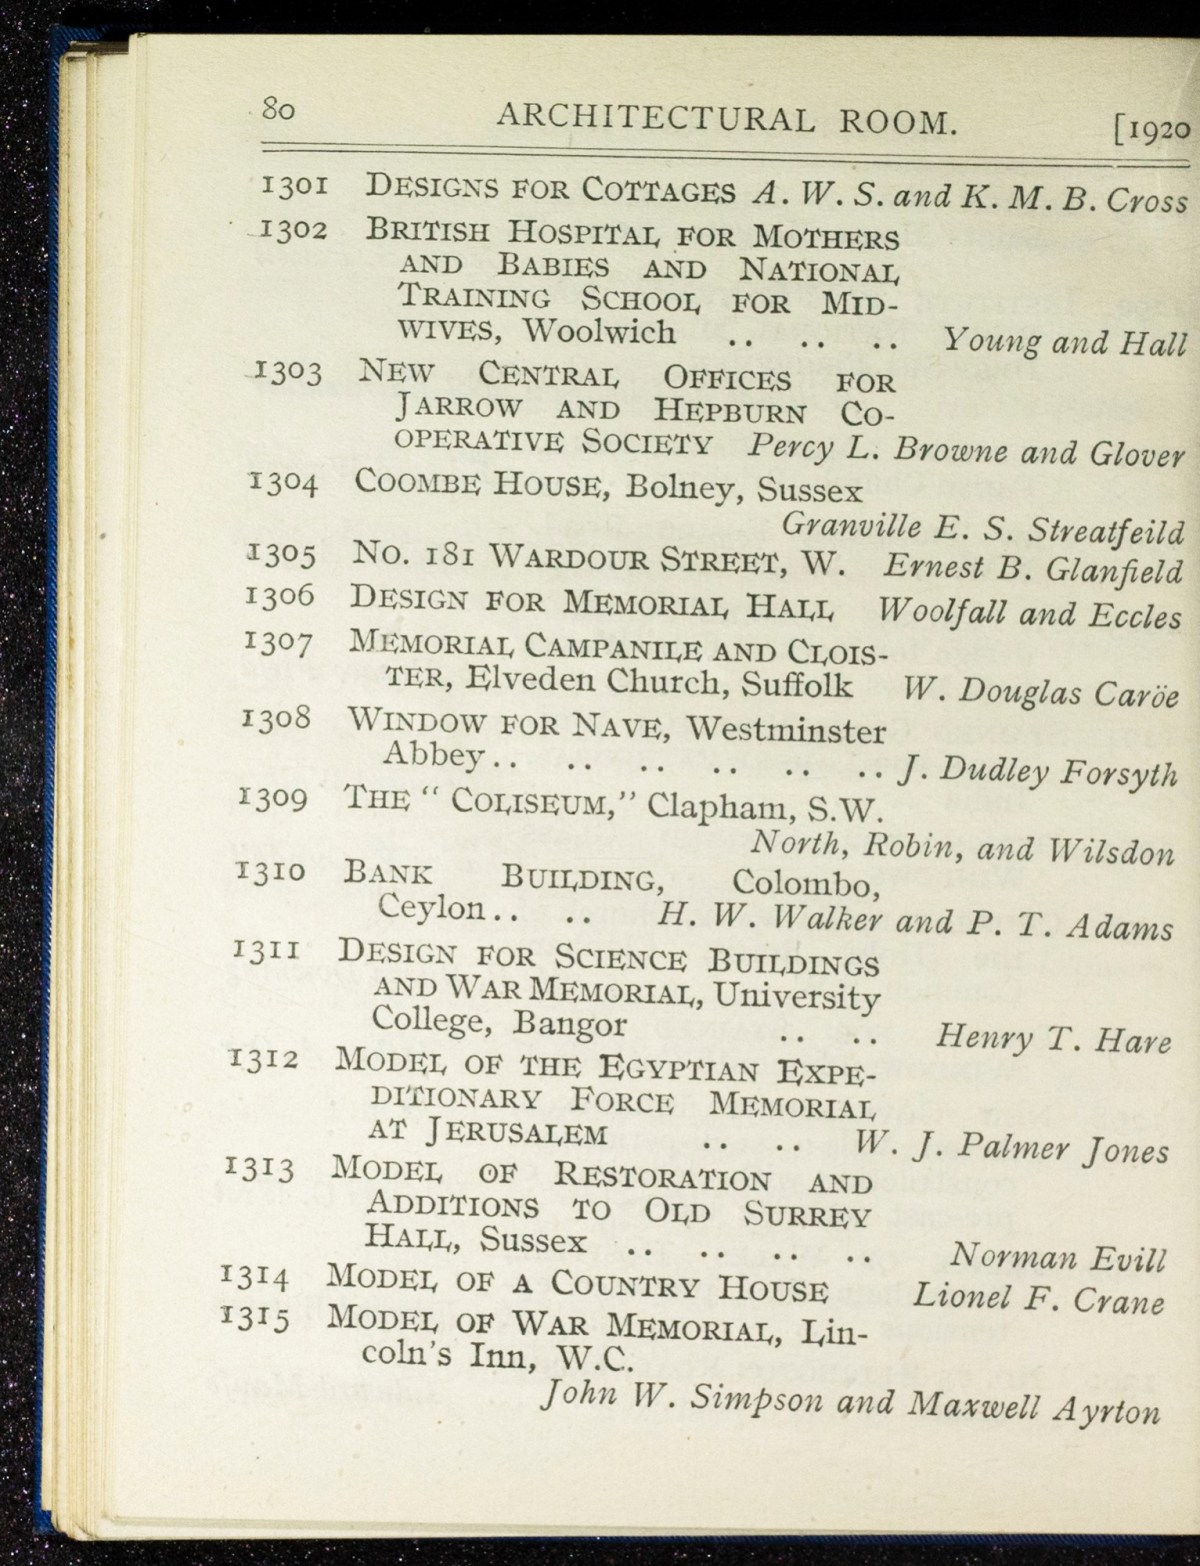 80 ARCHITECTURAL ROOM. [1920
1301 DESIGNS FOR COTTAGES A. W. S. and K. M. B. Cross
1302 BRITISH HOSPITAL FOR MOTHERS
AND BABIES AND NATIONAL
TRAINING SCHOOL FOR MID-
WIVES, Woolwich .. .. .. Young and Hall
1303 NEW CENTRAL OFFICES FOR
JARROW AND HEPBURN CO-
OPERATIVE SOCIETY Percy L. Browne and Glover
1304 COOMBE HOUSE, Bolney, Sussex
Granville E. S. Streatfeild
1305 NO. 181 WARDOUR STREET, W. Ernest B. Glanfield
1306 DESIGN FOR MEMORIAL HALL Woolfall and Eccles
1307 MEMORIAL CAMPANILE AND CLOIS-
TER, Elveden Church, Suffolk W. Douglas Caröe
1308 WINDOW FOR NAVE, Westminster
Abbey .. .. .. .. .. .. J. Dudley Forsyth
1309 THE “ COLISEUM,” Clapham, S.W.
North, Robin, and Wilsdon
1310 BANK BUILDING, Colombo,
Ceylon .. .. H. W. Walker and P. T. Adams
1311 DESIGN FOR SCIENCE BUILDINGS
AND WAR MEMORIAL, University
College, Bangor .. .. Henry T. Hare
1312 MODEL OF THE EGYPTIAN EXPE-
DITIONARY FORCE MEMORIAL
AT JERUSALEM .. .. W. J. Palmer Jones
1313 MODEL OF RESTORATION AND
ADDITIONS TO OLD SURREY
HALL, Sussex .. .. .. .. Norman Evill
1314 MODEL OF A COUNTRY HOUSE Lionel F. Crane
1315 MODEL OF WAR MEMORIAL, Lin-
coln's Inn, W.C.
John W. Simpson and Maxwell Ayrton